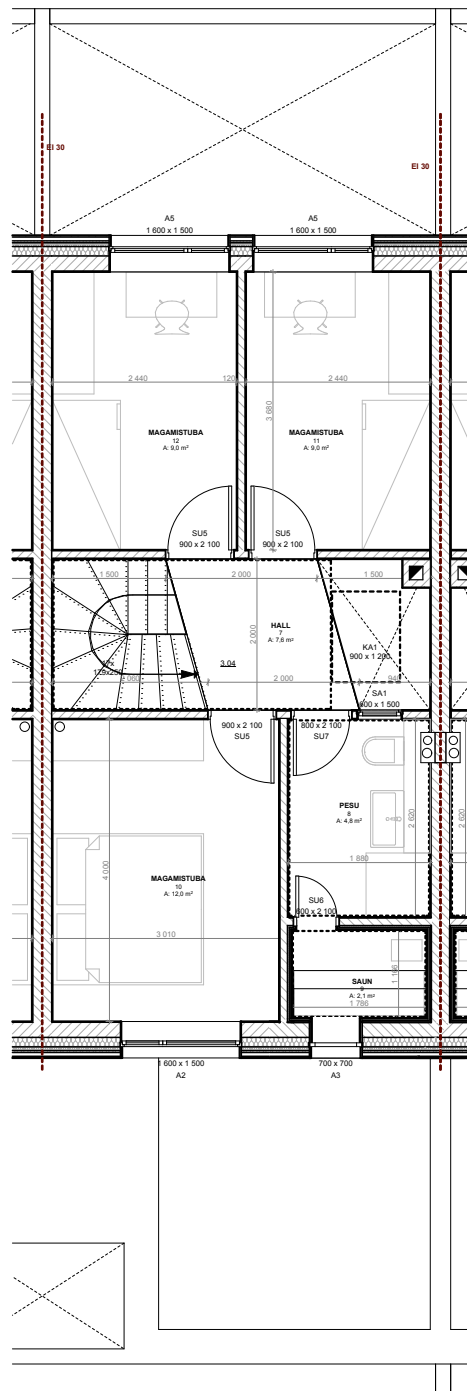 EI 30
EI 30
A5
1 600 x 1 500
A5
1 600 x 1 500
2 440
120
2 440
3 680
MAGAMISTUBA
12
A: 9,0 m²
MAGAMISTUBA
11
A: 9,0 m²
SU5
900 x 2 100
SU5
900 x 2 100
1 500
2 000
1 500
2 000
HALL
7
A: 7,6 m²
3.04
KA1
900 x 1 200
2 000
940
SA1
600 x 1 500
900 x 2 100
SU5
800 x 2 100
SU7
PESU
8
A: 4,8 m²
2 620
2 620
1 880
4 000
MAGAMISTUBA
10
A: 12,0 m²
SU6
600 x 2 100
3 010
SAUN
9
A: 2,1 m²
1 166
1 786
1 600 x 1 500
A2
700 x 700
A3